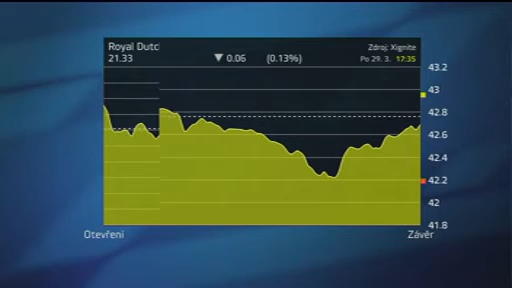 Royal Dutc
Zdroj: Xignite
21.33
0.06
(0.13%)
Po 29. 3. 17:35
43.2
43
42.8
42.6
42.4
42.2
42
41.8
Otevření
Závěr